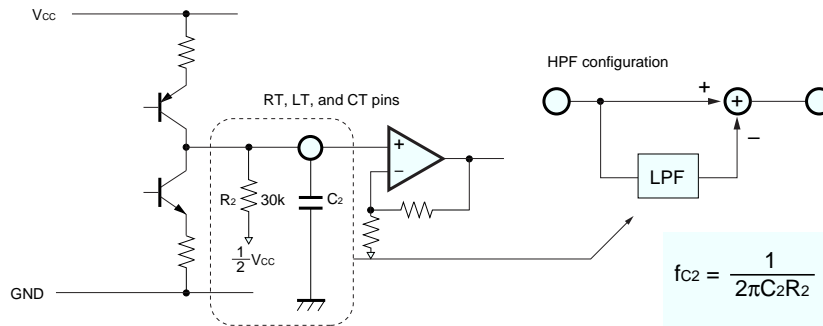 Vcc
HPF configuration
RT, LT, and CT pins
+
+
+
−
−
R2 30k
C2
LPF
1/2 Vcc
GND
fC2 = 1/2πC2R2